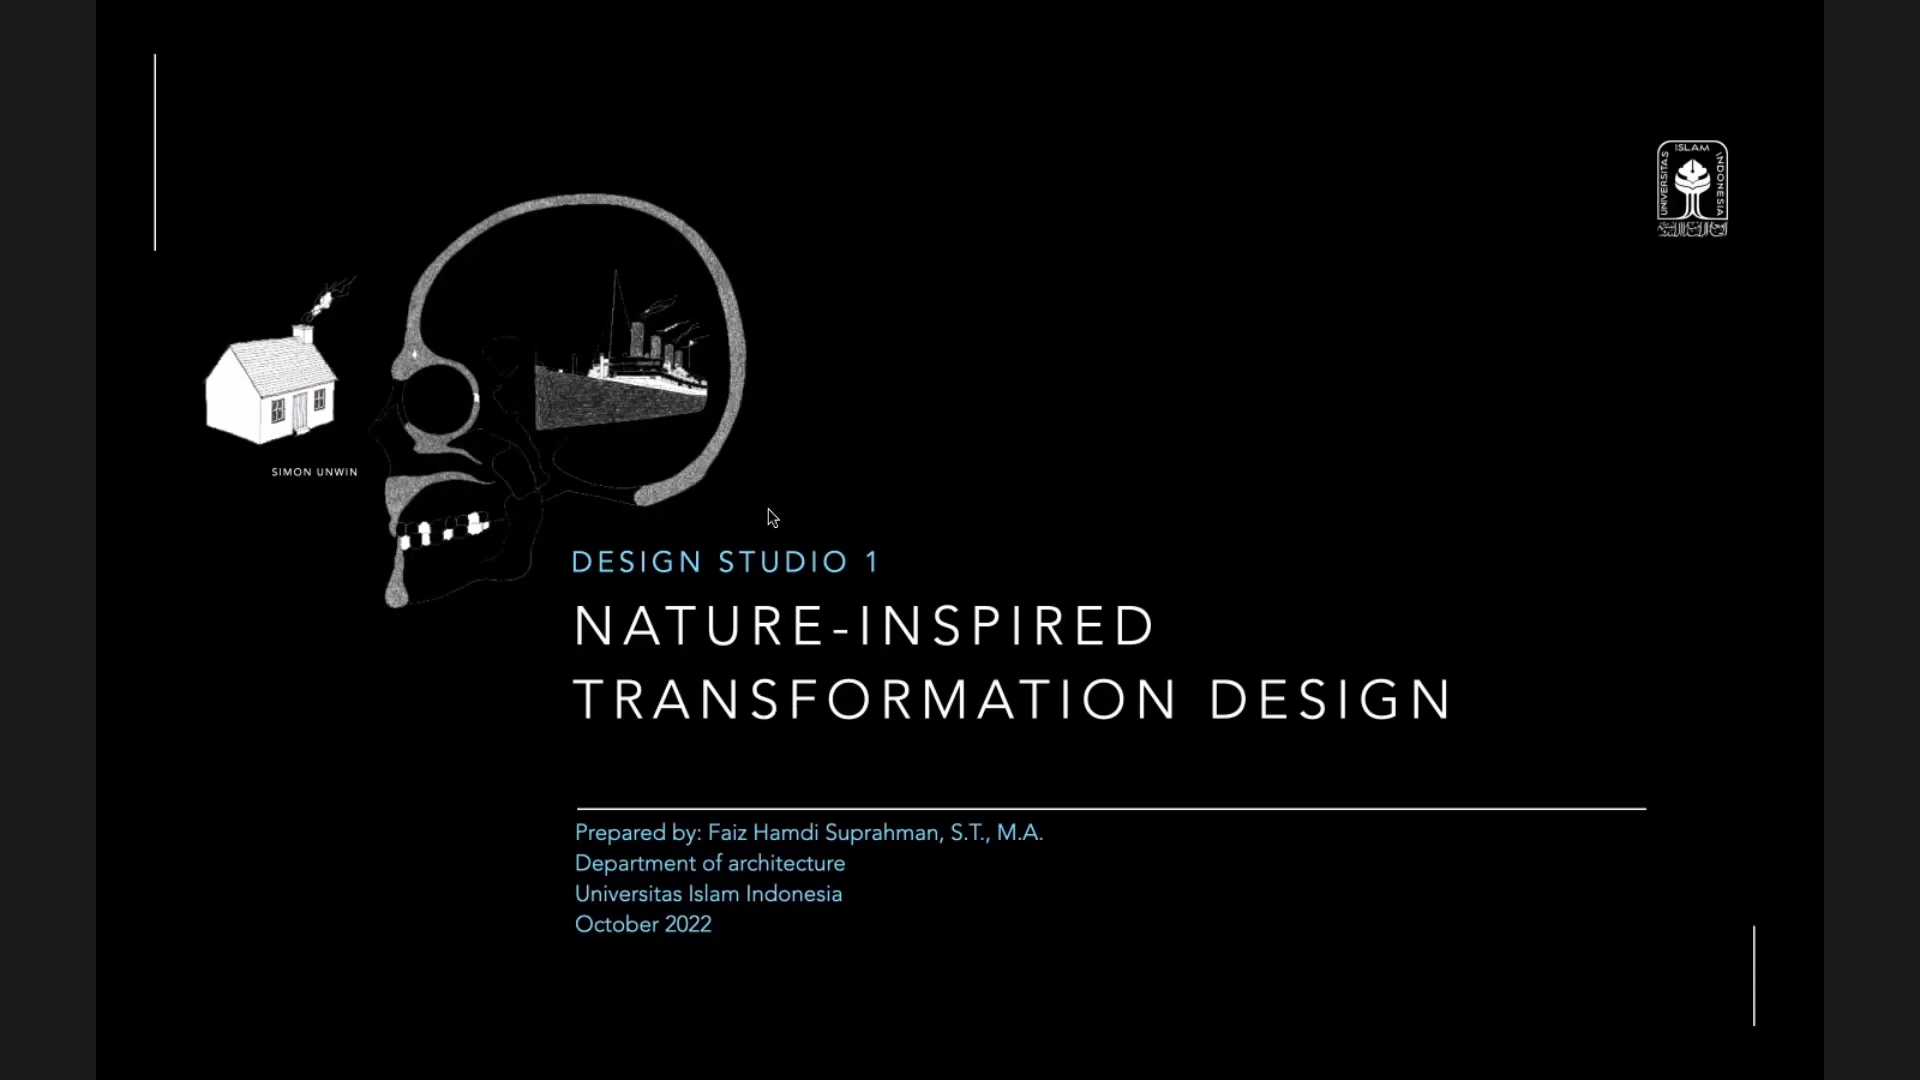 UNIVERSITAS
ISLAM
INDONESIA
SIMON UNWIN
DESIGN STUDIO 1
NATURE-INSPIRED
TRANSFORMATION DESIGN
Prepared by: Faiz Hamdi Suprahman, S.T., M.A.
Department of architecture
Universitas Islam Indonesia
October 2022